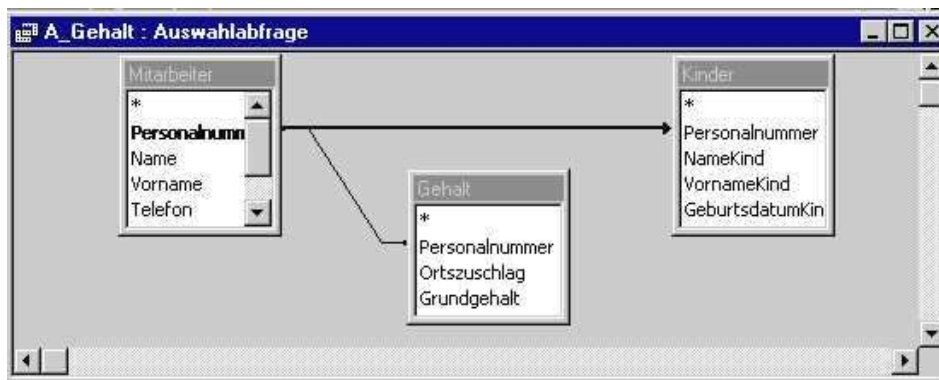 A_Gehalt : Auswahlabfrage
Mitarbeiter
*
Personalnumm
Name
Vorname
Telefon
Gehalt
*
Personalnummer
Ortszuschlag
Grundgehalt
Kinder
*
Personalnummer
NameKind
VornameKind
GeburtsdatumKin